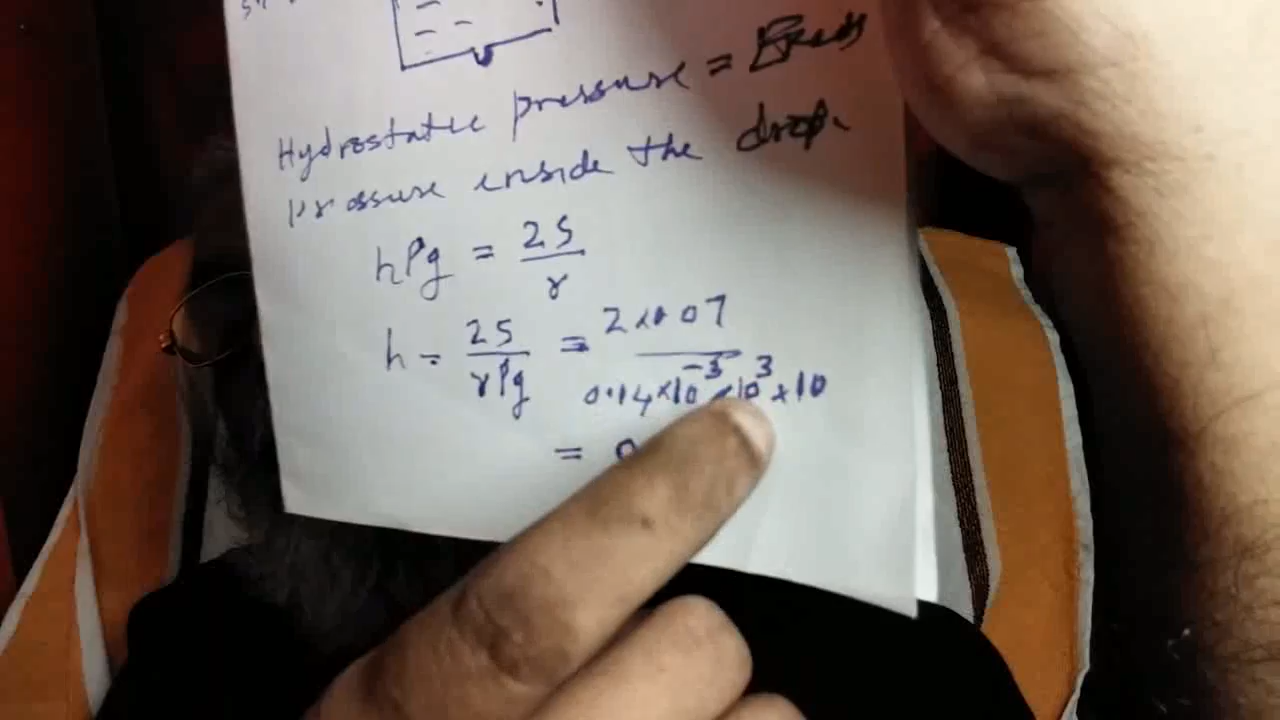 Hydrostatic pressure =
pressure inside the drop.
hρg = 2S / r
h = 2S / rρg = 2×0.07 / 0.14×10⁻³×10³×10
= 0